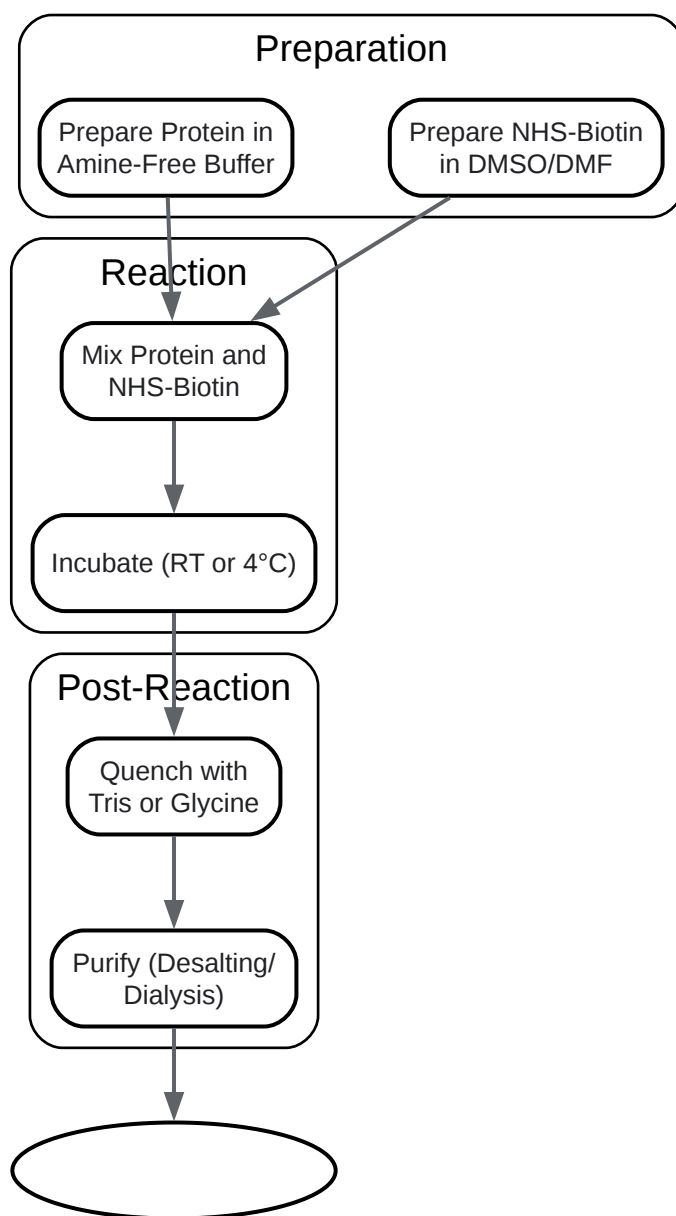 Preparation
Prepare Protein in
Amine-Free Buffer
Prepare NHS-Biotin
in DMSO/DMF
Reaction
Mix Protein and
NHS-Biotin
Incubate (RT or 4°C)
Post-Reaction
Quench with
Tris or Glycine
Purify (Desalting/
Dialysis)